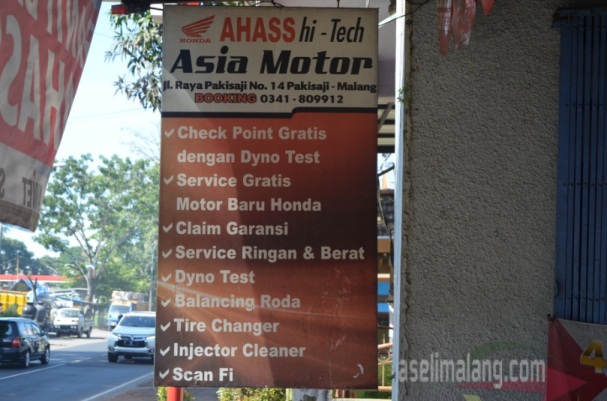 HONDA
AHASS hi - Tech
Asia Motor
Jl. Raya Pakisaji No. 14 Pakisaji - Malang
BOOKING 0341 - 809912
Check Point Gratis
dengan Dyno Test
Service Gratis
Motor Baru Honda
Claim Garansi
Service Ringan & Berat
Dyno Test
Balancing Roda
Tire Changer
Injector Cleaner
Scan Fi
aselimalang.com